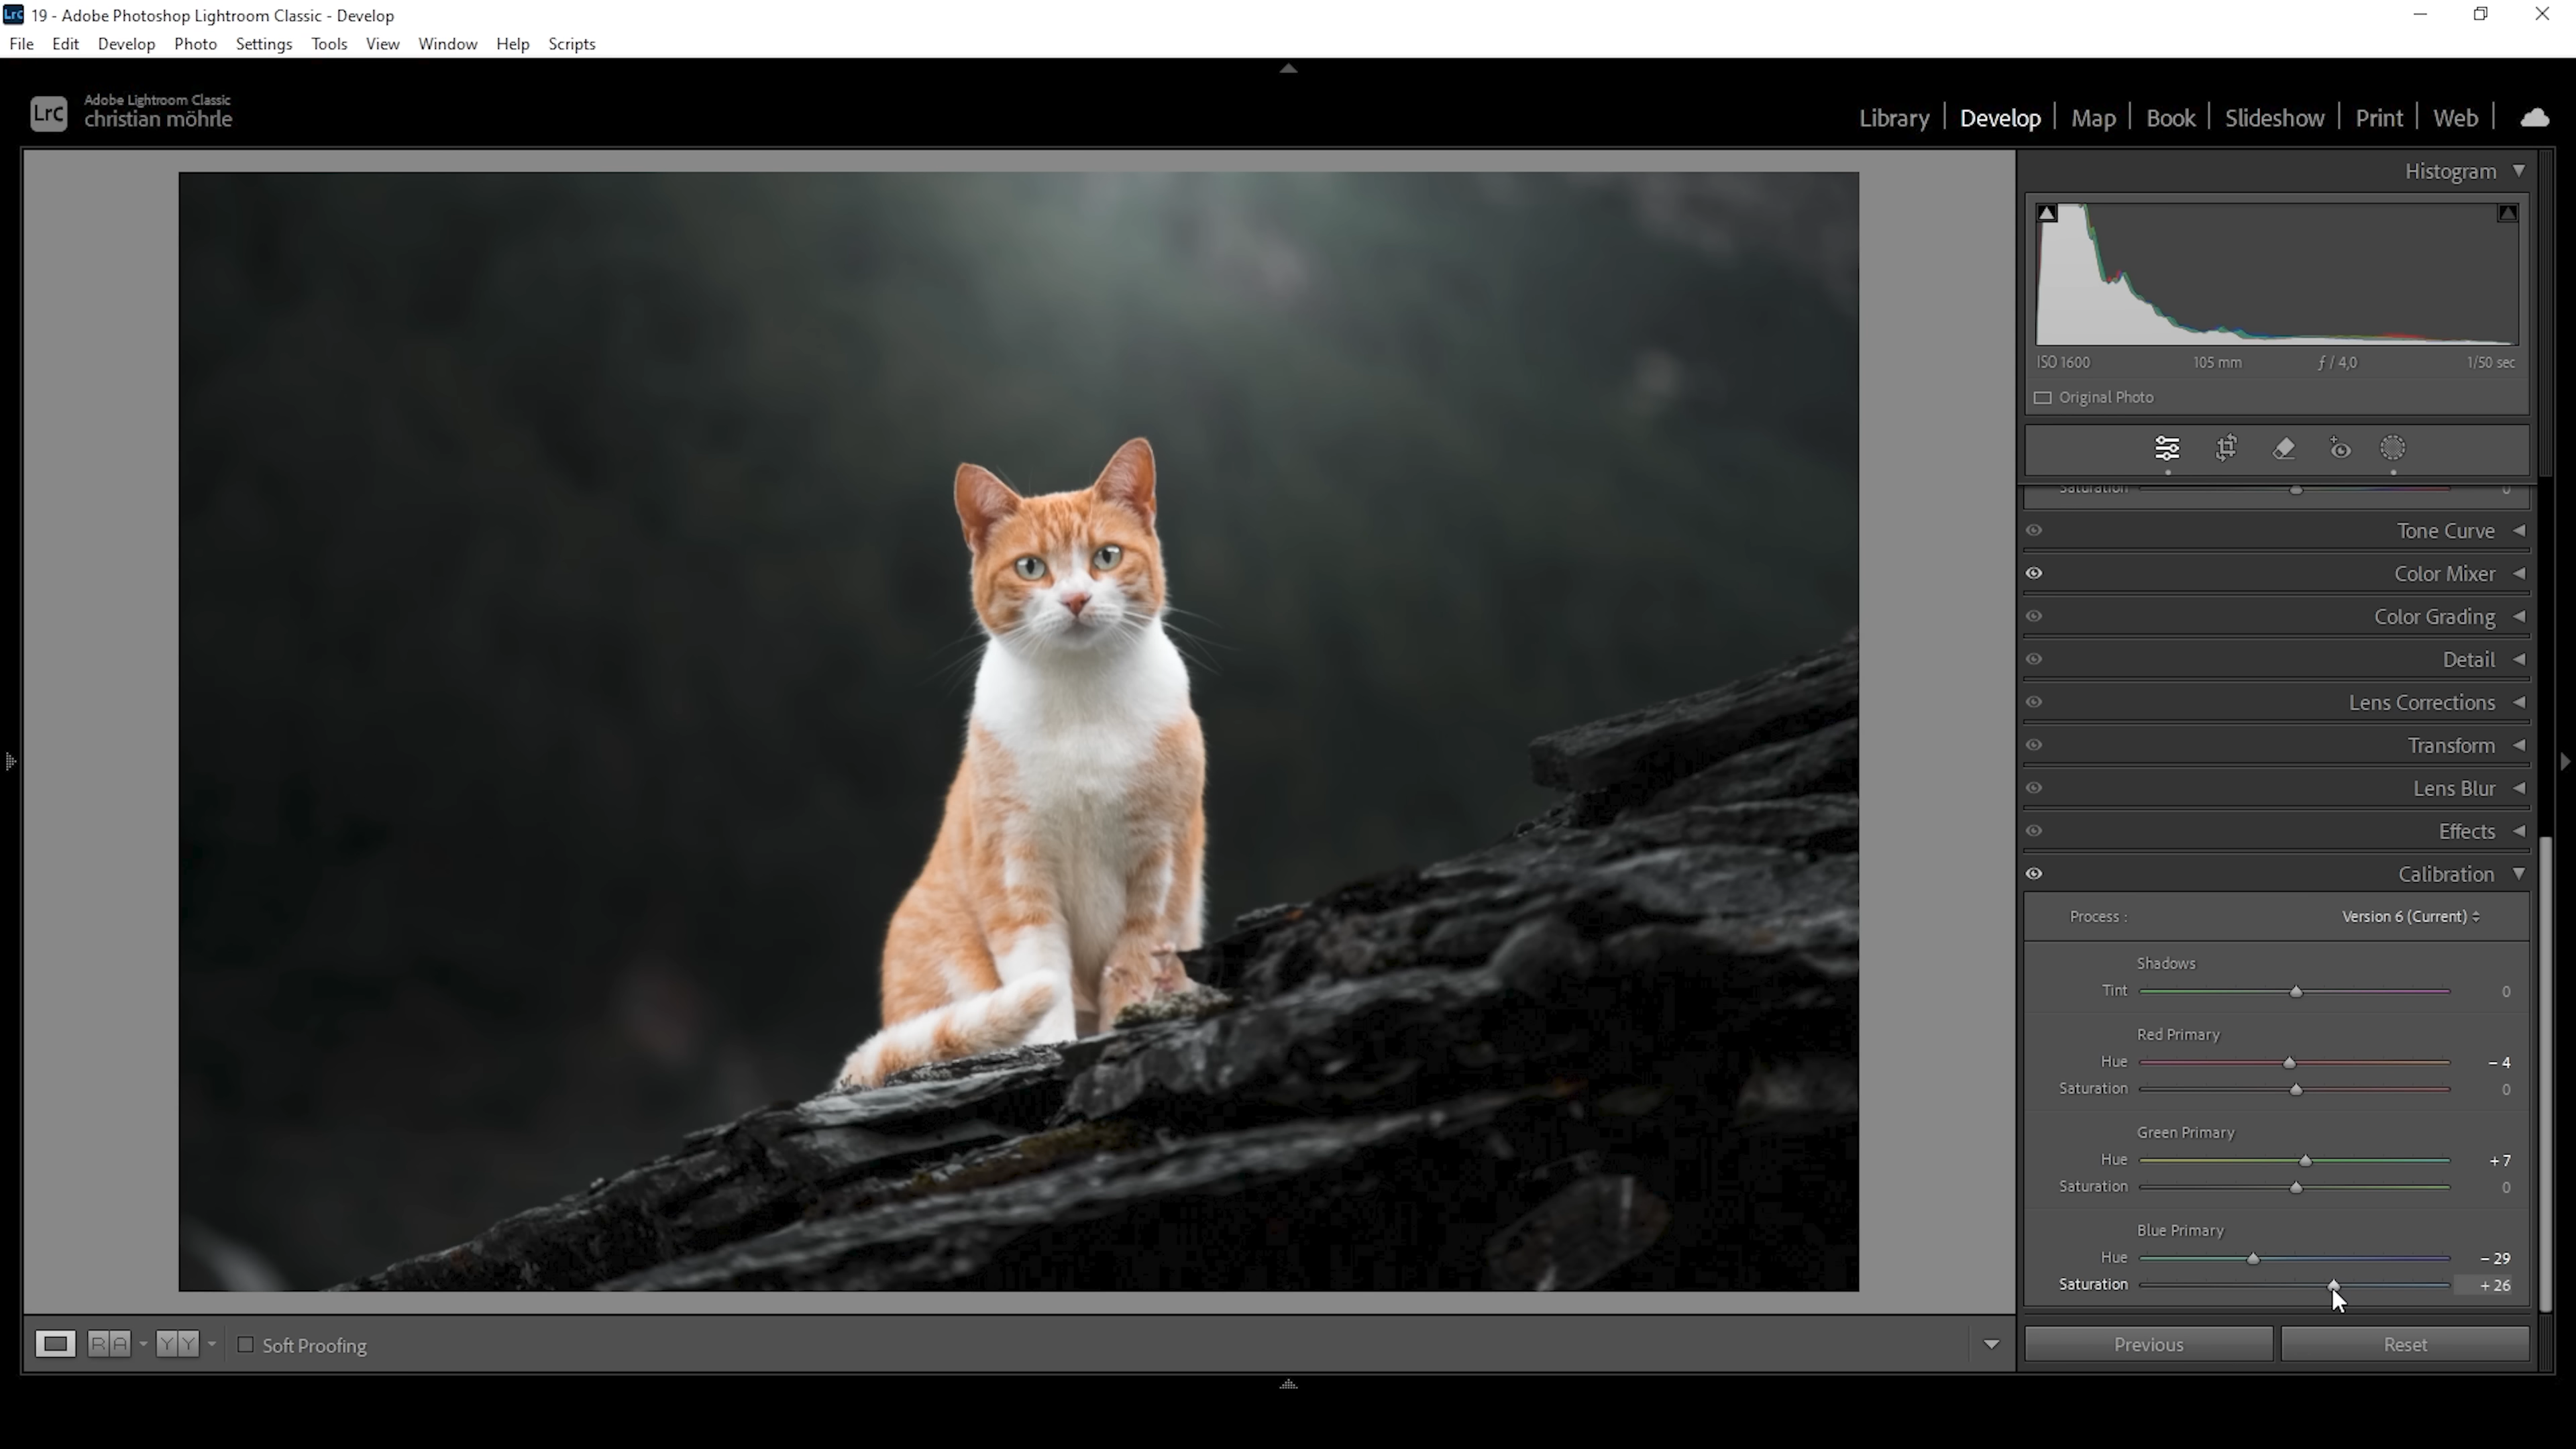 Lrc 19 - Adobe Photoshop Lightroom Classic - Develop
File Edit Develop Photo Settings Tools View Window Help Scripts
Lrc Adobe Lightroom Classic
christian möhrle
Library | Develop | Map | Book | Slideshow | Print | Web |
Histogram
ISO 1600 105 mm ƒ / 4,0 1/50 sec
Original Photo
Saturation 0
Tone Curve
Color Mixer
Color Grading
Detail
Lens Corrections
Transform
Lens Blur
Effects
Calibration
Process : Version 6 (Current)
Shadows
Tint 0
Red Primary
Hue - 4
Saturation 0
Green Primary
Hue + 7
Saturation 0
Blue Primary
Hue - 29
Saturation + 26
R A Y Y Soft Proofing
Previous Reset